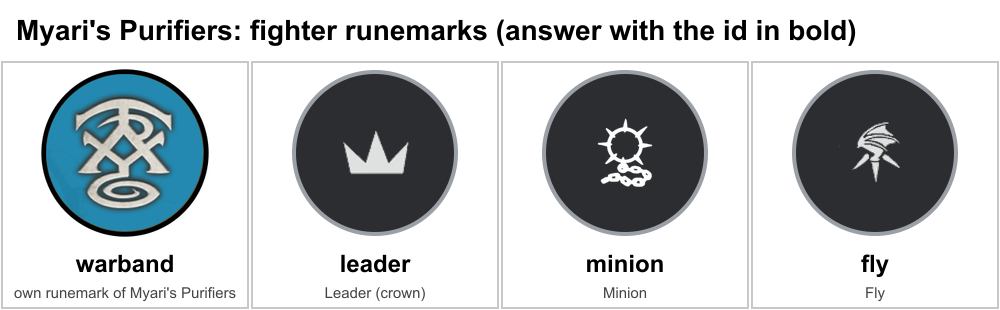 Myari's Purifiers: fighter runemarks (answer with the id in bold)
warband
own runemark of Myari's Purifiers
leader
Leader (crown)
minion
Minion
fly
Fly